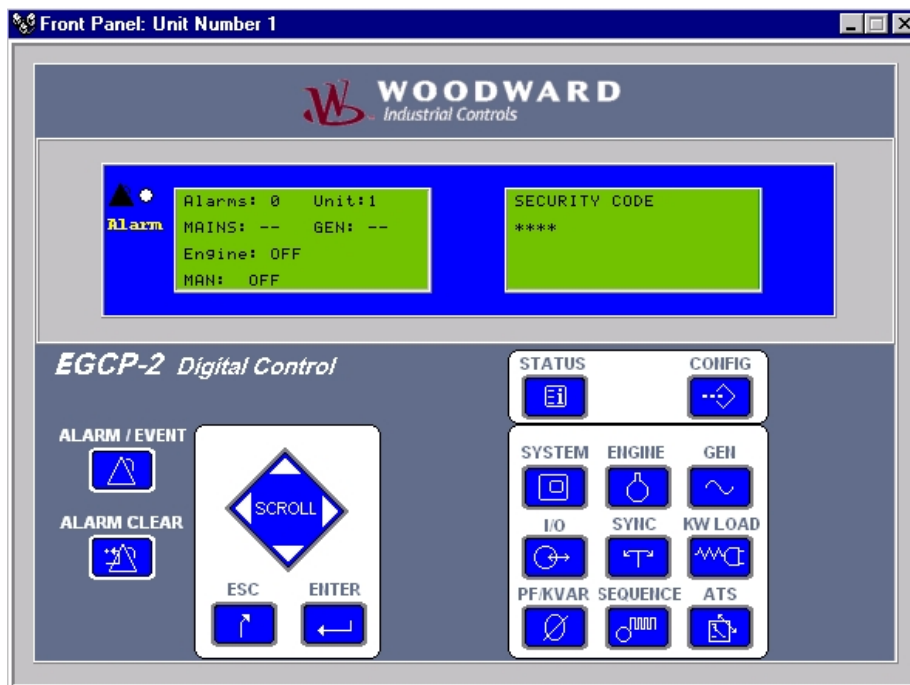 Front Panel: Unit Number 1
WOODWARD
Industrial Controls
Alarm
Alarms: 0 Unit:1
MAINS: -- GEN: --
Engine: OFF
MAN: OFF
SECURITY CODE
****
EGCP-2 Digital Control
STATUS CONFIG
ALARM / EVENT
ALARM CLEAR
SCROLL
ESC ENTER
SYSTEM ENGINE GEN
I/O SYNC KW LOAD
PF/KVAR SEQUENCE ATS